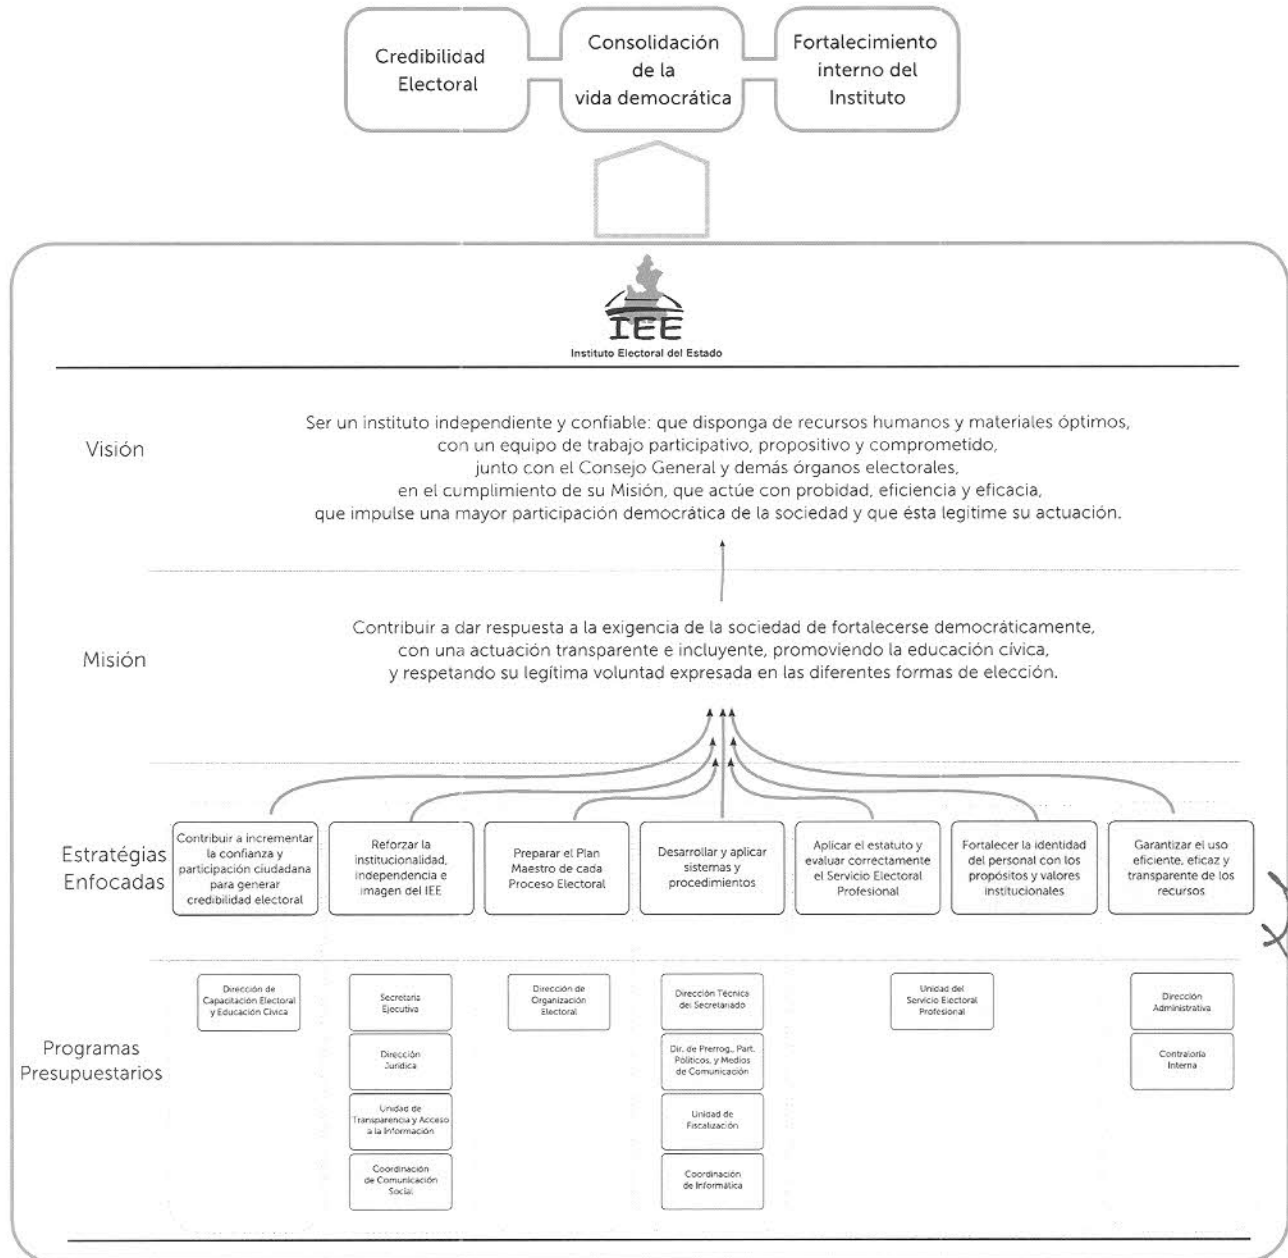 Credibilidad
Electoral
Consolidación
de la
vida democrática
Fortalecimiento
interno del
Instituto
IEE
Instituto Electoral del Estado
Visión
Ser un instituto independiente y confiable: que disponga de recursos humanos y materiales óptimos,
con un equipo de trabajo participativo, propositivo y comprometido,
junto con el Consejo General y demás órganos electorales,
en el cumplimiento de su Misión, que actúe con probidad, eficiencia y eficacia,
que impulse una mayor participación democrática de la sociedad y que ésta legitime su actuación.
Misión
Contribuir a dar respuesta a la exigencia de la sociedad de fortalecerse democráticamente,
con una actuación transparente e incluyente, promoviendo la educación cívica,
y respetando su legítima voluntad expresada en las diferentes formas de elección.
Estratégias
Enfocadas
Contribuir a incrementar
la confianza y
participación ciudadana
para generar
credibilidad electoral
Reforzar la
institucionalidad,
independencia e
imagen del IEE
Preparar el Plan
Maestro de cada
Proceso Electoral
Desarrollar y aplicar
sistemas y
procedimientos
Aplicar el estatuto y
evaluar correctamente
el Servicio Electoral
Profesional
Fortalecer la identidad
del personal con los
propósitos y valores
institucionales
Garantizar el uso
eficiente, eficaz y
transparente de los
recursos
Programas
Presupuestarios
Dirección de
Capacitación Electoral
y Educación Cívica
Secretaria
Ejecutiva
Dirección
Jurídica
Unidad de
Transparencia y Acceso
a la Información
Coordinación
de Comunicación
Social
Dirección de
Organización
Electoral
Dirección Técnica
del Secretariado
Dir. de Prerrog., Part.
Políticos, y Medios
de Comunicación
Unidad de
Fiscalización
Coordinación
de Informática
Unidad del
Servicio Electoral
Profesional
Dirección
Administrativa
Contraloría
Interna